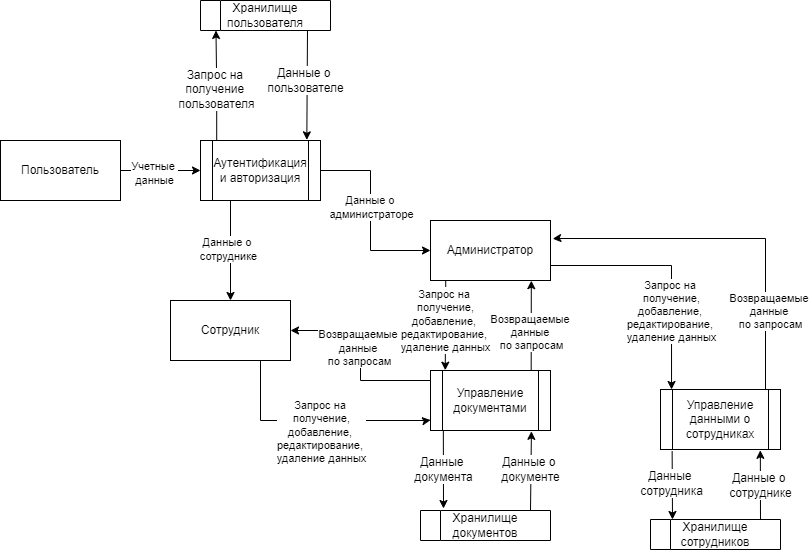 Хранилище
пользователя
Запрос на
получение
пользователя
Данные о
пользователе
Пользователь
Учетные
данные
Аутентификация
и авторизация
Данные о
администраторе
Данные о
сотруднике
Администратор
Сотрудник
Запрос на
получение,
добавление,
редактирование,
удаление данных
Возвращаемые
данные
по запросам
Возвращаемые
данные
по запросам
Запрос на
получение,
добавление,
редактирование,
удаление данных
Возвращаемые
данные
по запросам
Управление
документами
Запрос на
получение,
добавление,
редактирование,
удаление данных
Управление
данными о
сотрудниках
Данные
документа
Данные о
документе
Данные
сотрудника
Данные о
сотруднике
Хранилище
документов
Хранилище
сотрудников